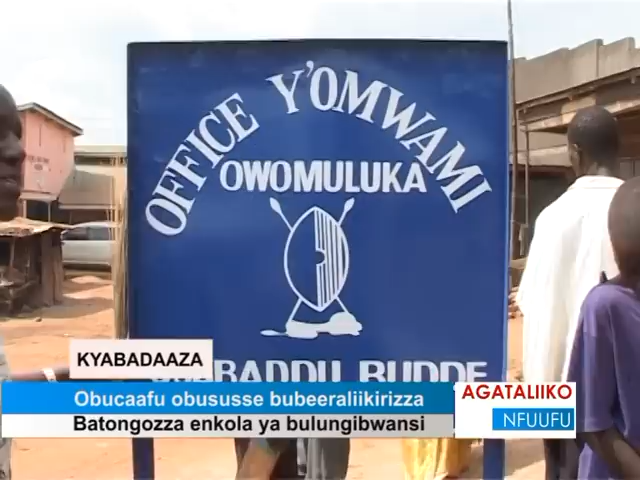 OFFICE Y'OMWAMI
OWOMULUKA
KYABADAAZA
Obucaafu obususse bubeeraliikirizza
Batongozza enkola ya bulungibwansi
AGATALIIKO
NFUUFU